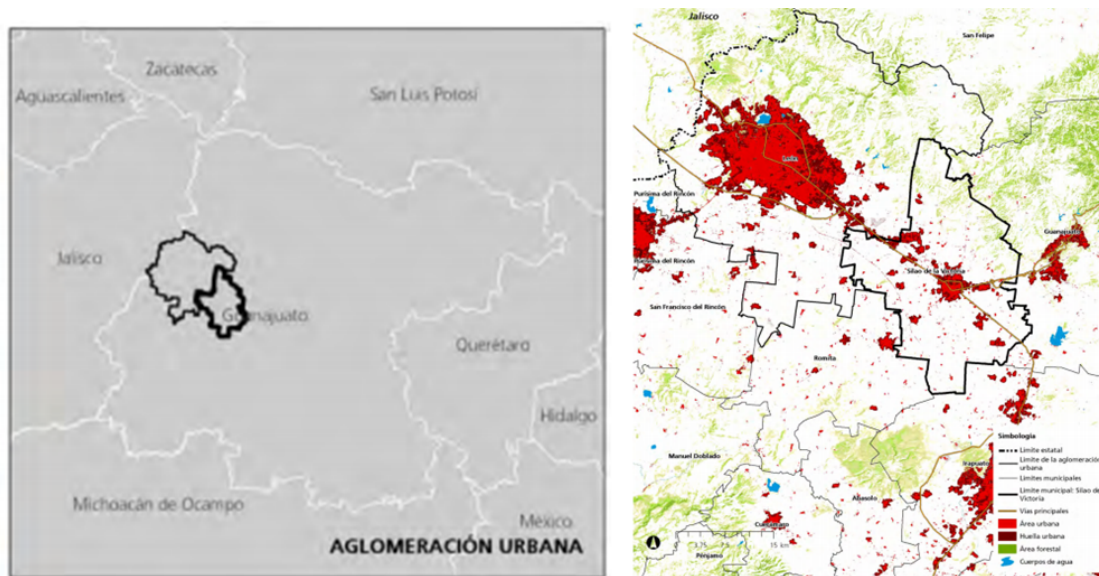 Zacatecas
Aguascalientes
San Luis Potosí
Jalisco
Guanajuato
Querétaro
Hidalgo
Michoacán de Ocampo
México
AGLOMERACIÓN URBANA
Jalisco
San Felipe
León
Purísima del Rincón
Guanajuato
Purísima del Rincón
Silao de la Victoria
San Francisco del Rincón
Romita
Manuel Doblado
Irapuato
Abasolo
Cuerámaro
15 km
Pénjamo
Simbología
Límite estatal
Límite de la aglomeración
urbana
Límites municipales
Límite municipal: Silao de
Victoria
Vías principales
Área urbana
Huella urbana
Área forestal
Cuerpos de agua